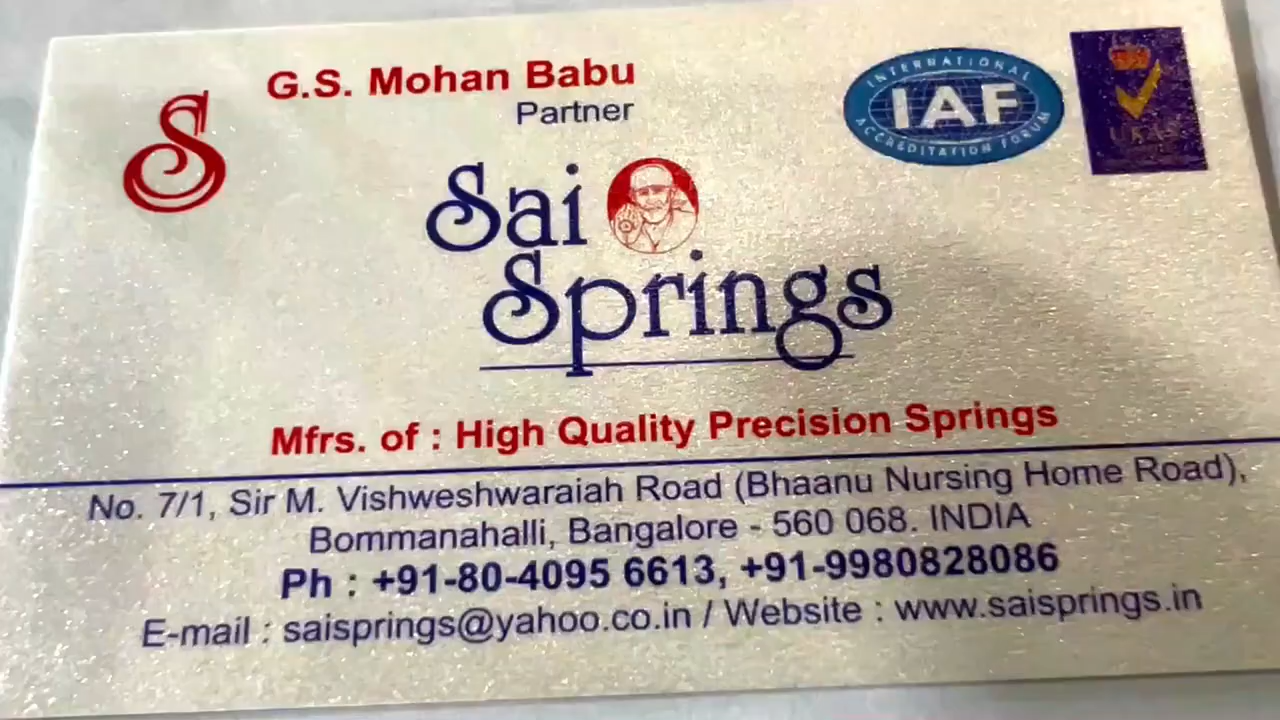 G.S. Mohan Babu
Partner
S
INTERNATIONAL
IAF
ACCREDITATION FORUM
UKAS
Sai
Springs
Mfrs. of : High Quality Precision Springs
No. 7/1, Sir M. Vishweshwaraiah Road (Bhaanu Nursing Home Road),
Bommanahalli, Bangalore - 560 068. INDIA
Ph : +91-80-4095 6613, +91-9980828086
E-mail : saisprings@yahoo.co.in / Website : www.saisprings.in